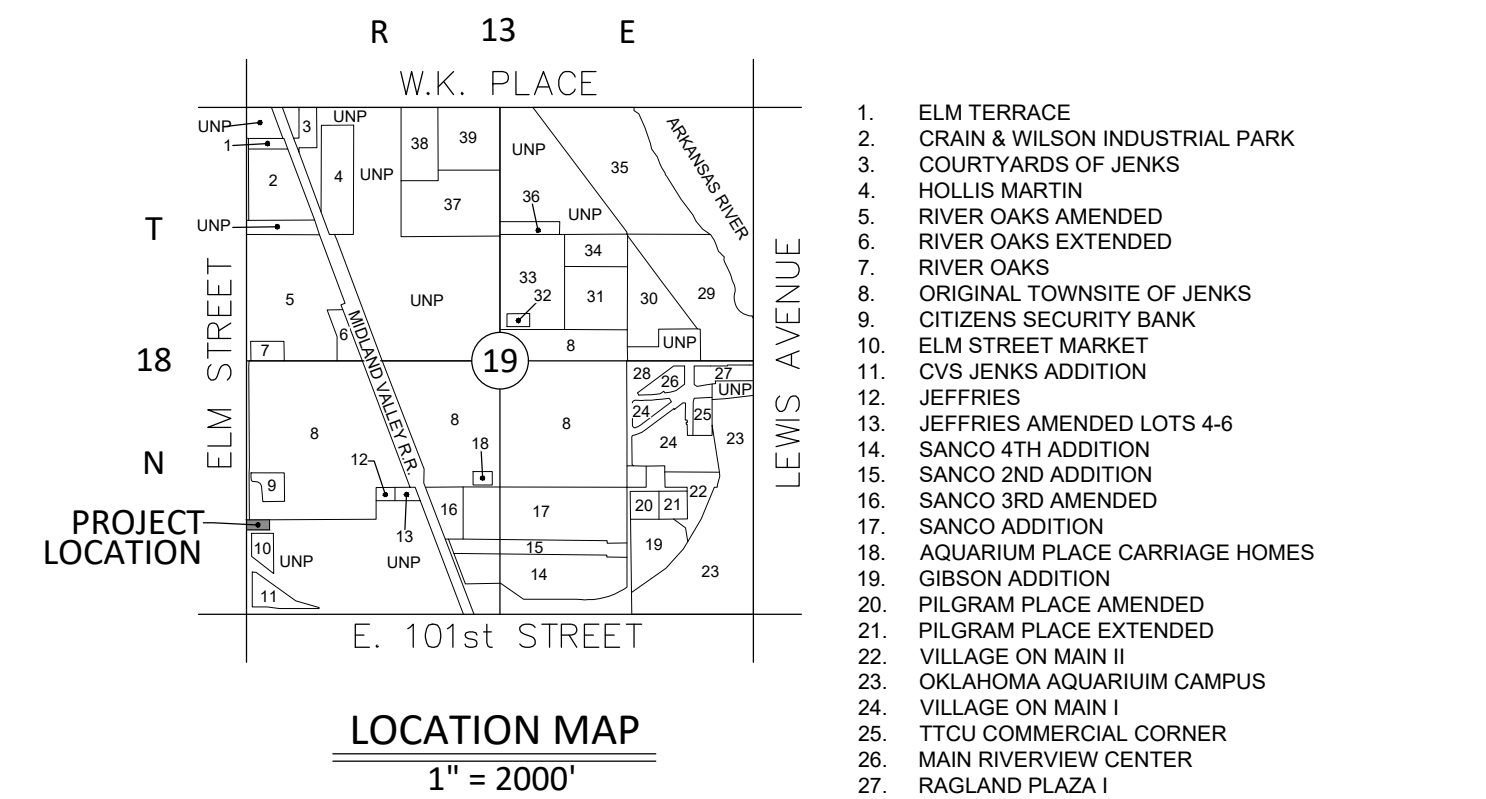 R 13 E
W.K. PLACE
UNP
3
UNP
1
38
39
UNP
35
ARKANSAS RIVER
2
4
UNP
36
37
UNP
T
UNP
34
ELM STREET
33
32
31
30
29
LEWIS AVENUE
5
UNP
6
MIDLAND VALLEY R.R.
7
8
UNP
18
19
28
26
27
UNP
24
25
8
8
8
24
23
18
12
N
9
22
16
17
20
21
PROJECT
LOCATION
13
10
UNP
UNP
15
19
14
23
11
E. 101st STREET
LOCATION MAP
1" = 2000'
1. ELM TERRACE
2. CRAIN & WILSON INDUSTRIAL PARK
3. COURTYARDS OF JENKS
4. HOLLIS MARTIN
5. RIVER OAKS AMENDED
6. RIVER OAKS EXTENDED
7. RIVER OAKS
8. ORIGINAL TOWNSITE OF JENKS
9. CITIZENS SECURITY BANK
10. ELM STREET MARKET
11. CVS JENKS ADDITION
12. JEFFRIES
13. JEFFRIES AMENDED LOTS 4-6
14. SANCO 4TH ADDITION
15. SANCO 2ND ADDITION
16. SANCO 3RD AMENDED
17. SANCO ADDITION
18. AQUARIUM PLACE CARRIAGE HOMES
19. GIBSON ADDITION
20. PILGRAM PLACE AMENDED
21. PILGRAM PLACE EXTENDED
22. VILLAGE ON MAIN II
23. OKLAHOMA AQUARIUIM CAMPUS
24. VILLAGE ON MAIN I
25. TTCU COMMERCIAL CORNER
26. MAIN RIVERVIEW CENTER
27. RAGLAND PLAZA I